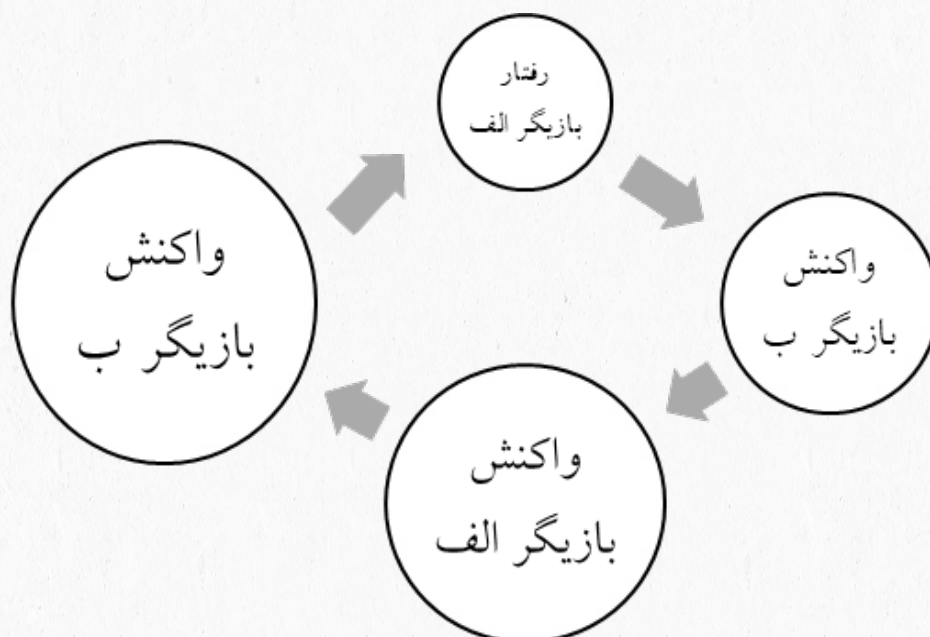 رفتار
بازیگر الف
واکنش
بازیگر ب
واکنش
بازیگر الف
واکنش
بازیگر ب